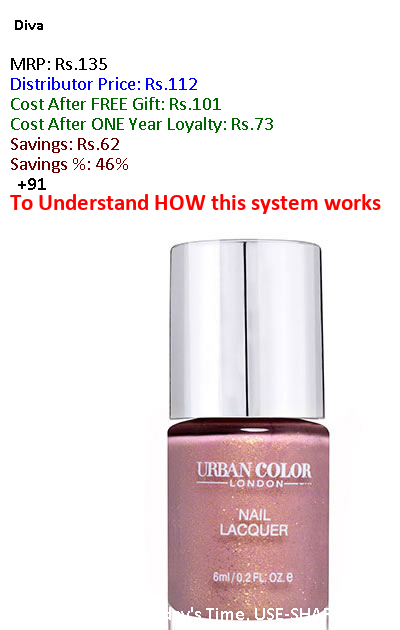 Diva
MRP: Rs.135
Distributor Price: Rs.112
Cost After FREE Gift: Rs.101
Cost After ONE Year Loyalty: Rs.73
Savings: Rs.62
Savings %: 46%
+91
To Understand HOW this system works
URBAN COLOR
LONDON
NAIL
LACQUER
6ml/0.2 FL. OZ. e
Time, USE-SHAR